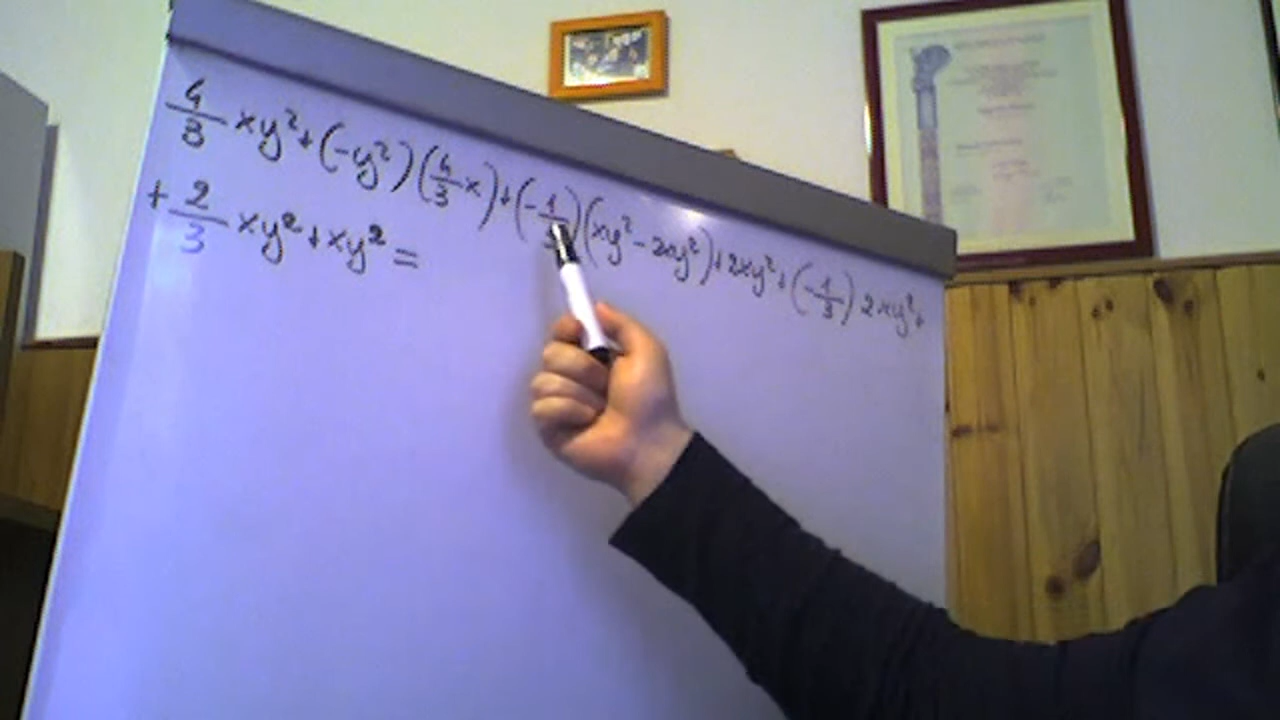 4/3 xy² + (-y²)(4/3 x) + (-1/3)(xy² - 2xy²) + 2xy² + (-1/3) 2xy² +
+ 2/3 xy² + xy² =